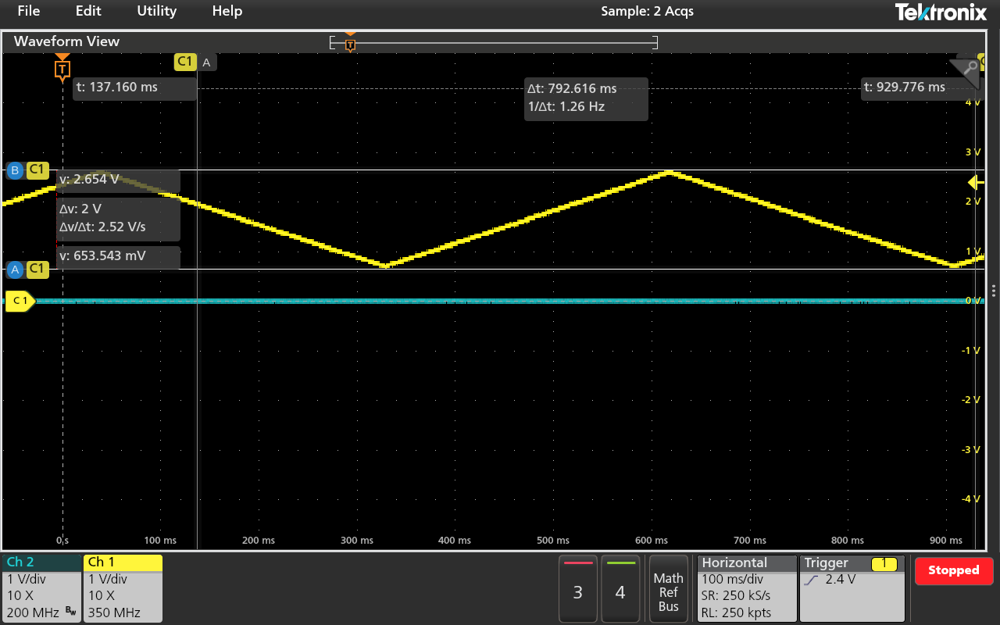 File Edit Utility Help Sample: 2 Acqs Tektronix
Waveform View
T
C1 A
T
t: 137.160 ms
Δt: 792.616 ms
1/Δt: 1.26 Hz
t: 929.776 ms
4 V
3 V
B C1
v: 2.654 V
2 V
Δv: 2 V
Δv/Δt: 2.52 V/s
1 V
v: 653.543 mV
A C1
C 1
0 V
-1 V
-2 V
-3 V
-4 V
0 s 100 ms 200 ms 300 ms 400 ms 500 ms 600 ms 700 ms 800 ms 900 ms
Ch 2
1 V/div
10 X
200 MHz Bw
Ch 1
1 V/div
10 X
350 MHz
3
4
Math
Ref
Bus
Horizontal
100 ms/div
SR: 250 kS/s
RL: 250 kpts
Trigger 1
2.4 V
Stopped